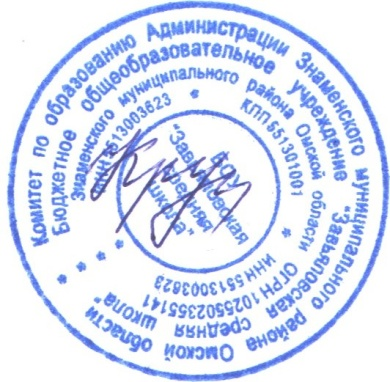 Комитет по образованию Администрации Знаменского муниципального района Омской области
Бюджетное общеобразовательное учреждение "Завьяловская средняя школа"
Знаменского муниципального района Омской области
КПП 551301001
ОГРН 1025502355141
ИНН 5513003623
ИНН 5513003623
"Завьяловская
средняя
школа"